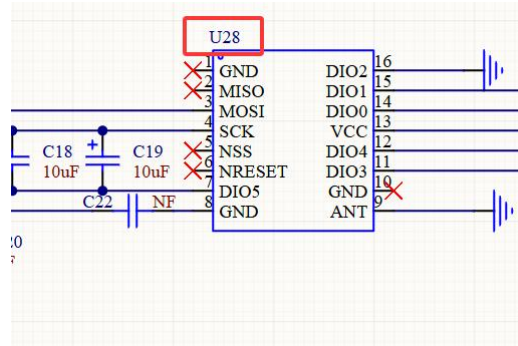 U28
1 GND DIO2 16
2 MISO DIO1 15
3 MOSI DIO0 14
4 SCK VCC 13
5 NSS DIO4 12
6 NRESET DIO3 11
7 DIO5 GND 10
8 GND ANT 9
C18 C19
10uF 10uF
C22 NF
20
F